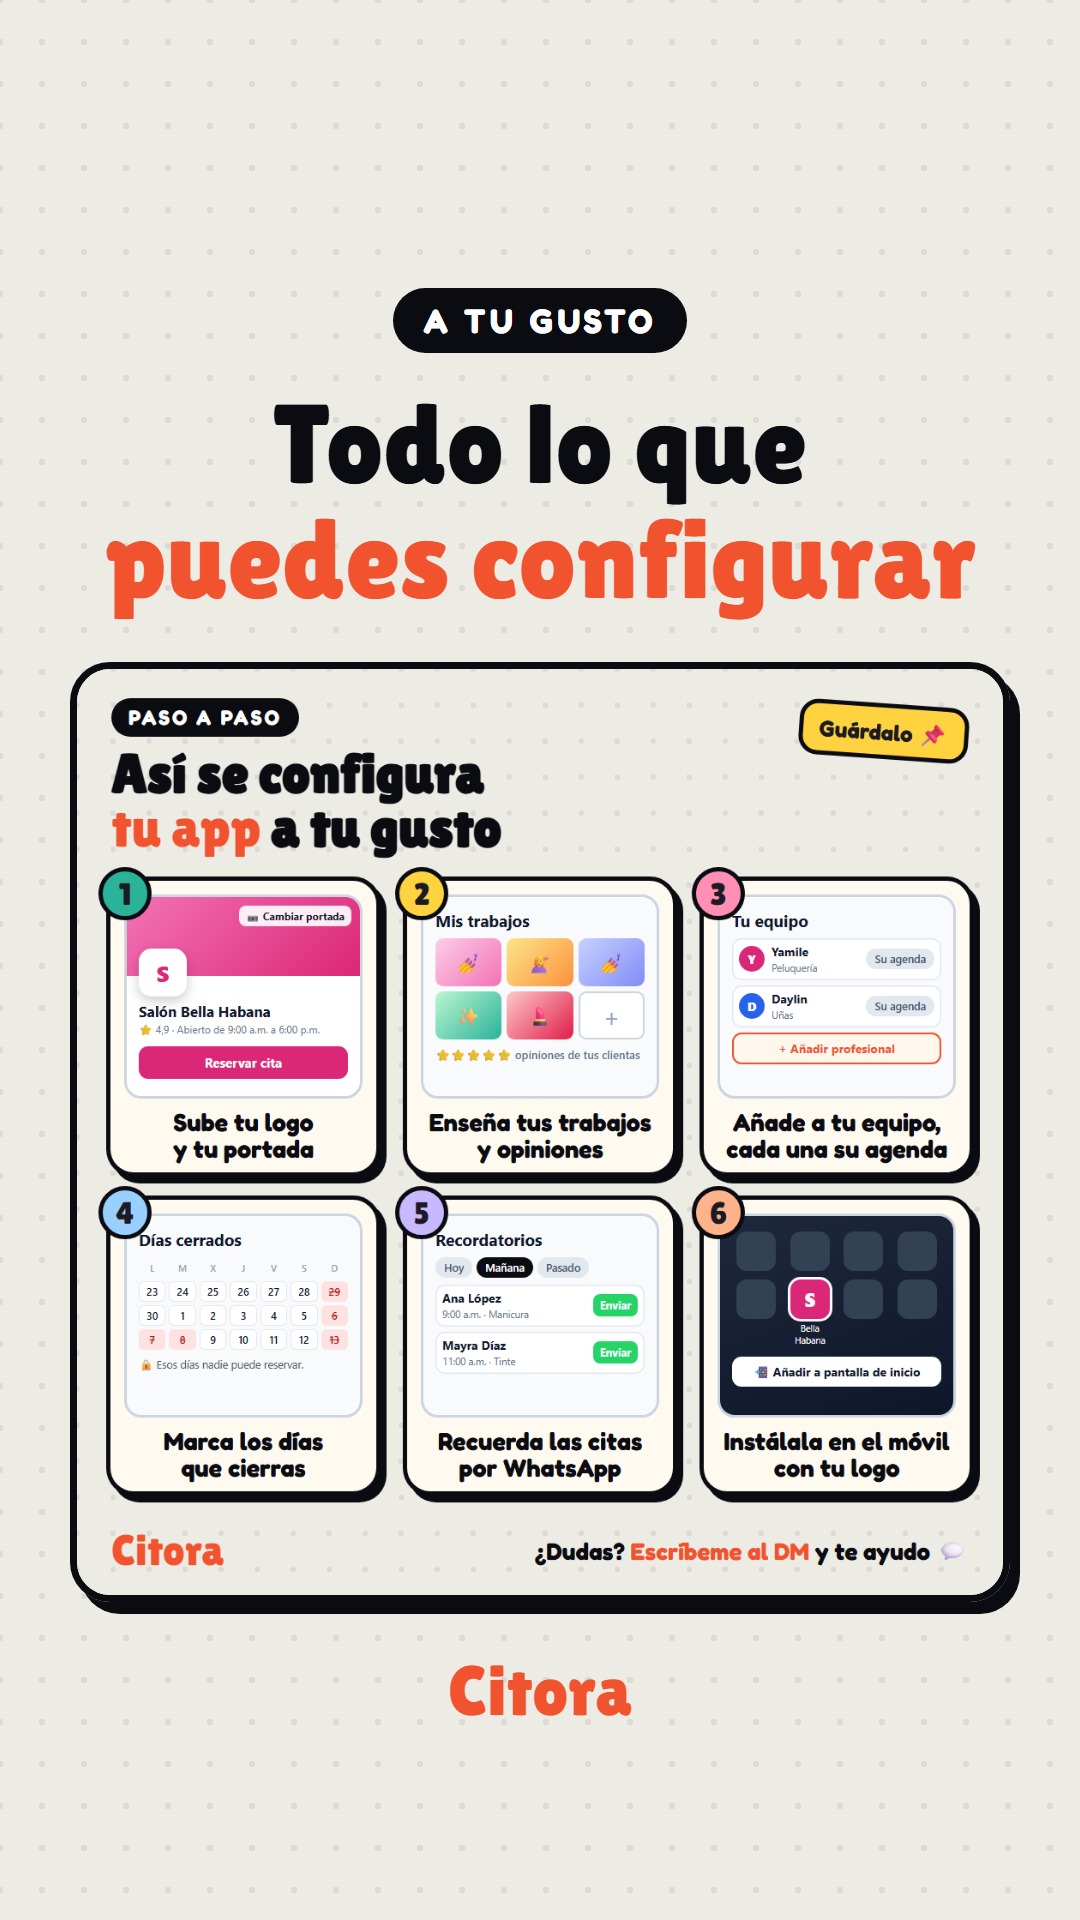 A TU GUSTO
Todo lo que
puedes configurar
PASO A PASO
Guárdalo
Así se configura
tu app a tu gusto
1
Cambiar portada
S
Salón Bella Habana
4,9 · Abierto de 9:00 a.m. a 6:00 p.m.
Reservar cita
Sube tu logo
y tu portada
2
Mis trabajos
+
opiniones de tus clientas
Enseña tus trabajos
y opiniones
3
Tu equipo
Y
Yamile
Peluquería
Su agenda
D
Daylin
Uñas
Su agenda
+ Añadir profesional
Añade a tu equipo,
cada una su agenda
4
Días cerrados
L M X J V S D
23 24 25 26 27 28 29
30 1 2 3 4 5 6
7 8 9 10 11 12 13
Esos días nadie puede reservar.
Marca los días
que cierras
5
Recordatorios
Hoy Mañana Pasado
Ana López
9:00 a.m. · Manicura
Enviar
Mayra Díaz
11:00 a.m. · Tinte
Enviar
Recuerda las citas
por WhatsApp
6
S
Bella
Habana
Añadir a pantalla de inicio
Instálala en el móvil
con tu logo
Citora
¿Dudas? Escríbeme al DM y te ayudo
Citora